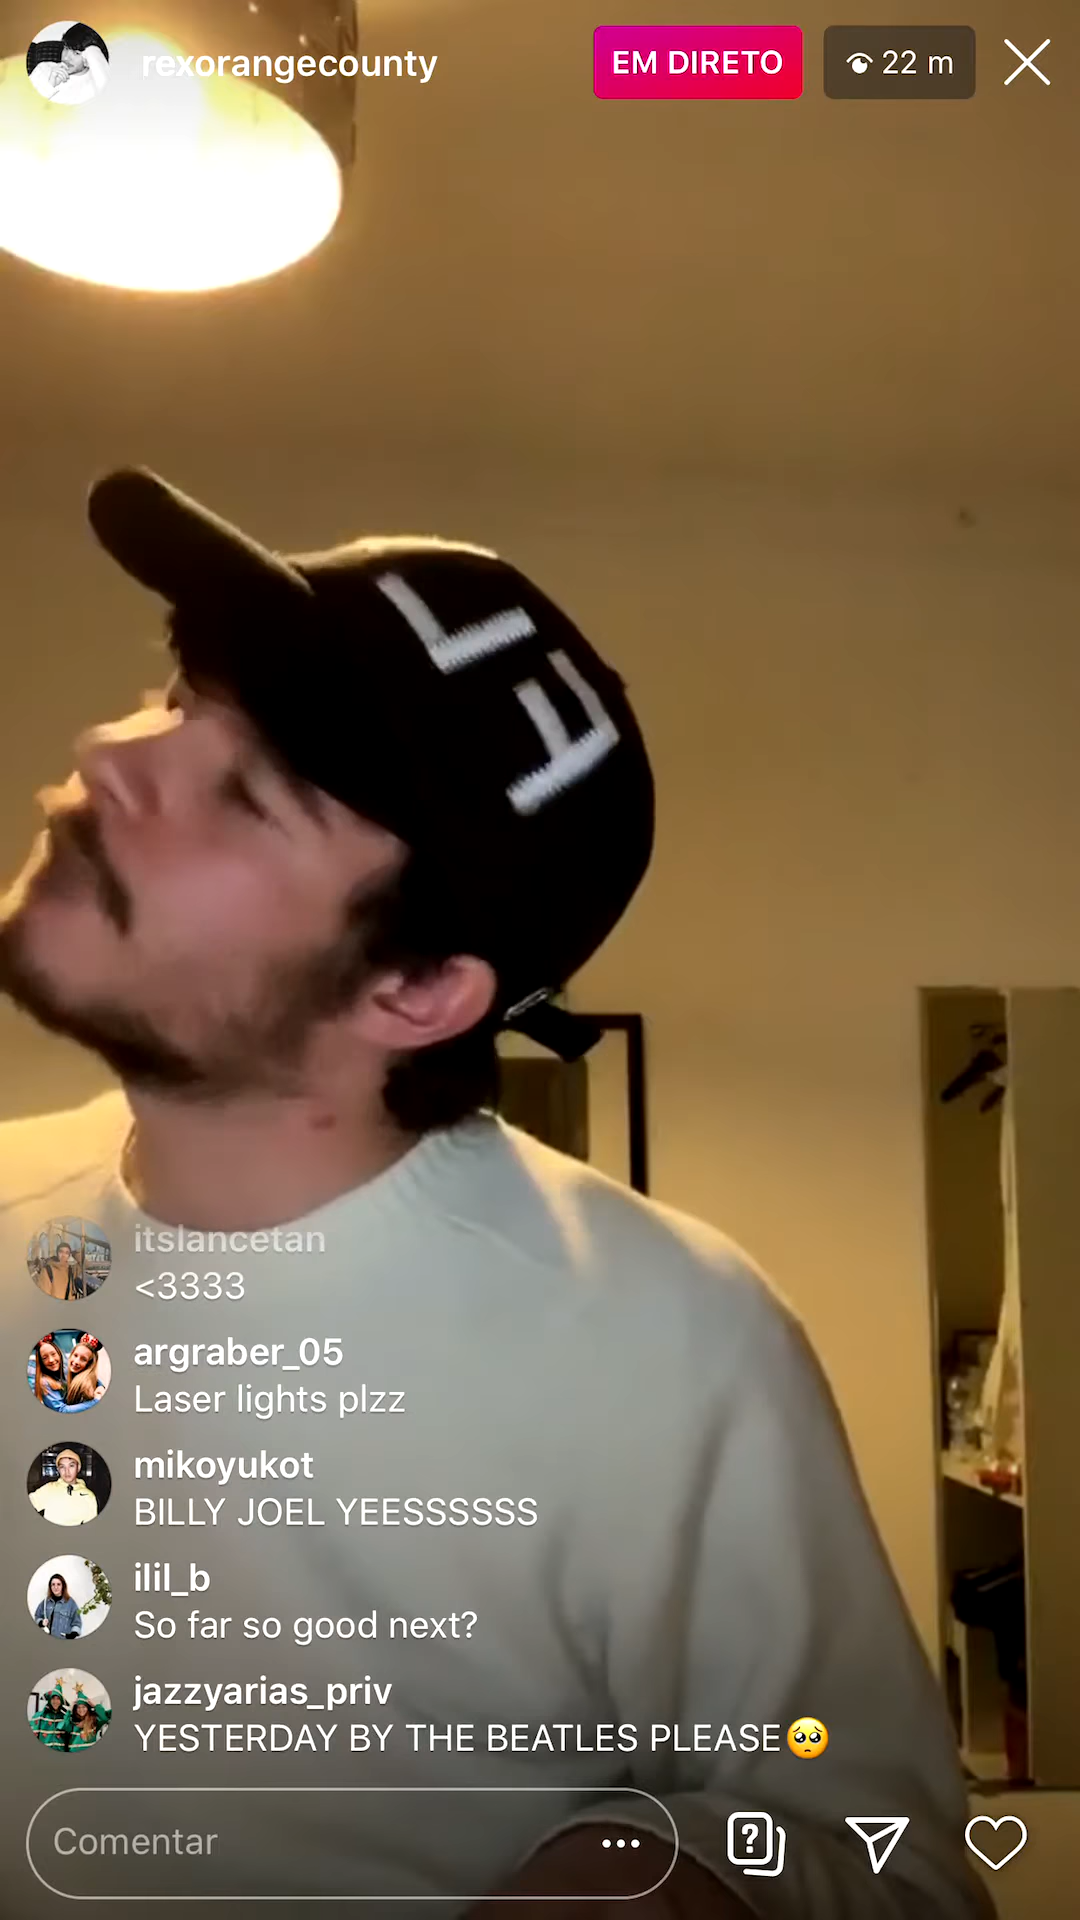 rexorangecounty
EM DIRETO
22 m
itslancetan
<3333
argraber_05
Laser lights plzz
mikoyukot
BILLY JOEL YEESSSSSS
ilil_b
So far so good next?
jazzyarias_priv
YESTERDAY BY THE BEATLES PLEASE🥺
Comentar